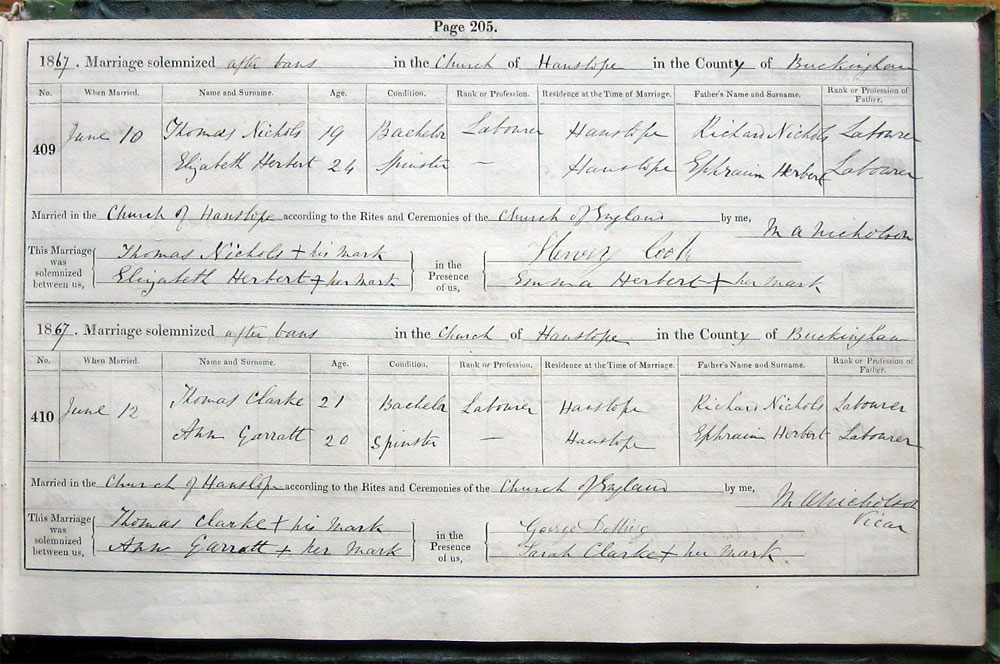 Page 205.
1867. Marriage solemnized after bans in the Church of Hanslope in the County of Buckingham
No. When Married. Name and Surname. Age. Condition. Rank or Profession. Residence at the Time of Marriage. Father's Name and Surname. Rank or Profession of Father.
409 June 10 Thomas Nichols 19 Bachelr Labourer Hanslope Richard Nichols Labourer
Elizabeth Herbert 24 Spinster — Hanslope Ephraim Herbert Labourer
Married in the Church of Hanslope according to the Rites and Ceremonies of the Church of England by me, M A Nicholson
This Marriage was solemnized between us, Thomas Nichols + his mark in the Presence of us, Harvey Cook
Elizabeth Herbert + her mark Emma Herbert + her mark
1867. Marriage solemnized after bans in the Church of Hanslope in the County of Buckingham
No. When Married. Name and Surname. Age. Condition. Rank or Profession. Residence at the Time of Marriage. Father's Name and Surname. Rank or Profession of Father.
410 June 12 Thomas Clarke 21 Bachelr Labourer Hanslope Richard Nichols Labourer
Ann Garratt 20 Spinster — Hanslope Ephraim Herbert Labourer
Married in the Church of Hanslope according to the Rites and Ceremonies of the Church of England by me, M A Nicholson
Vicar
This Marriage was solemnized between us, Thomas Clarke + his mark in the Presence of us, George
Ann Garratt + her mark Sarah Clarke + her mark